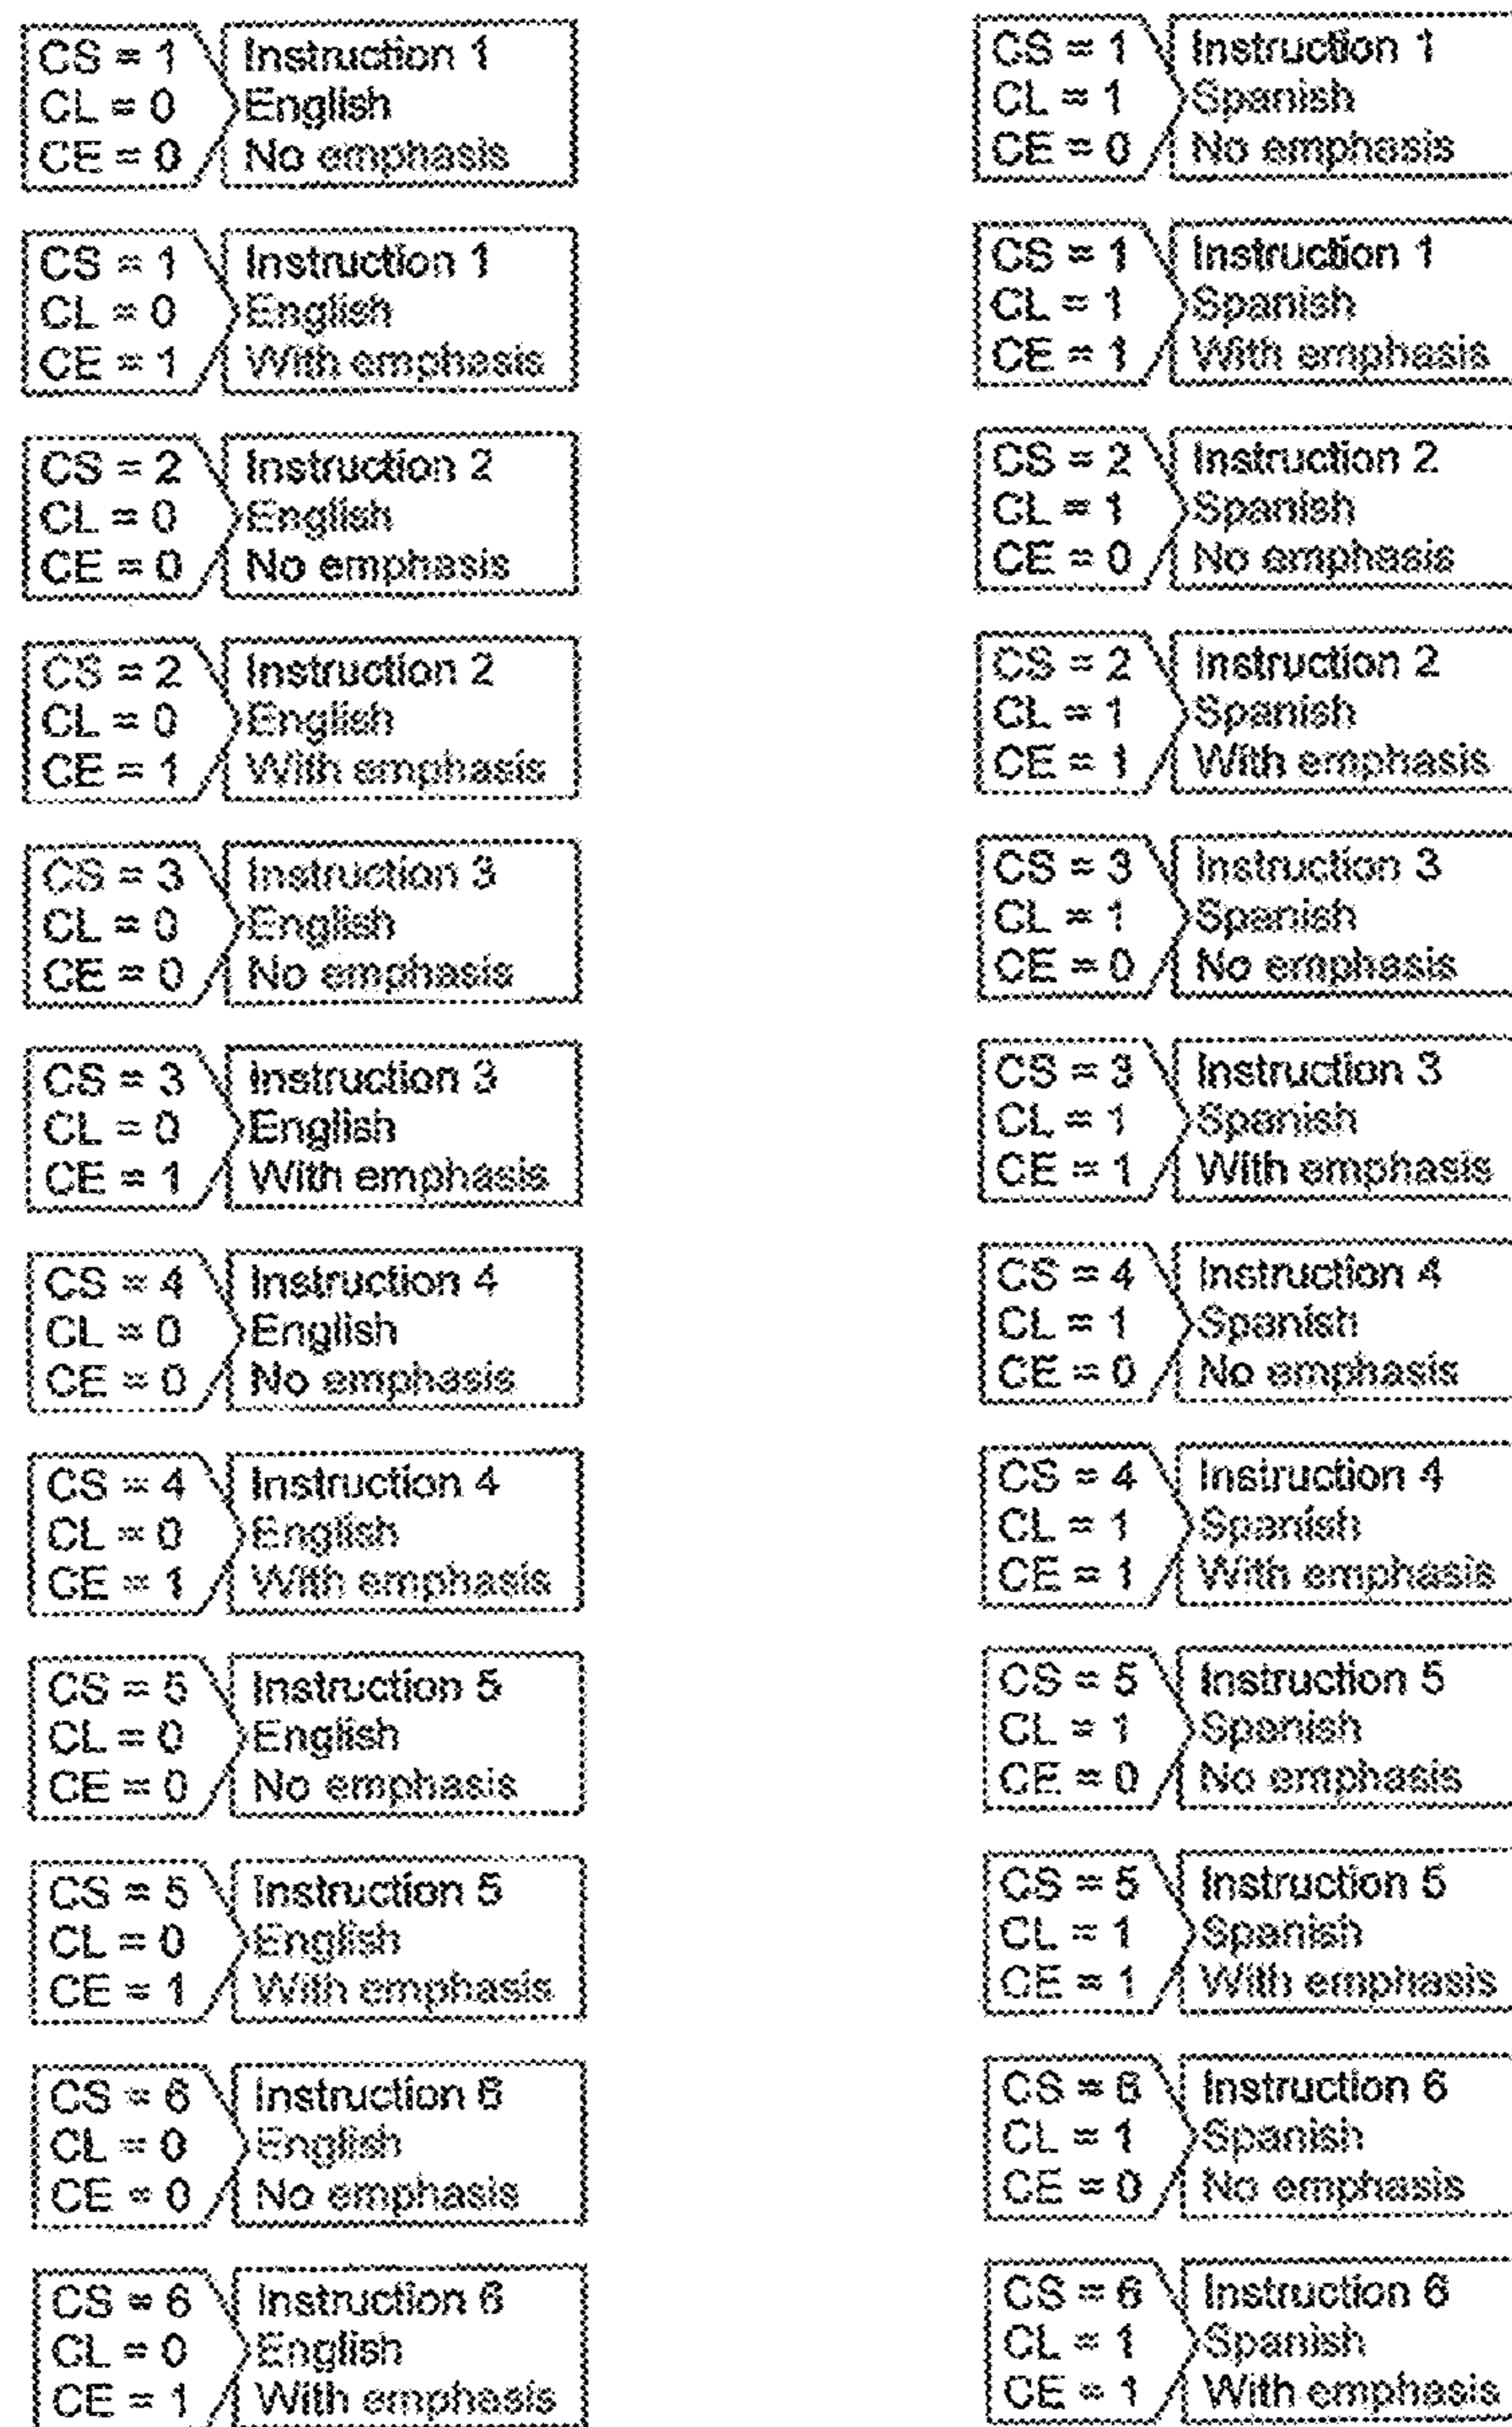 CS = 1 Instruction 1
CL = 0 English
CE = 0 No emphasis
CS = 1 Instruction 1
CL = 0 English
CE = 1 With emphasis
CS = 2 Instruction 2
CL = 0 English
CE = 0 No emphasis
CS = 2 Instruction 2
CL = 0 English
CE = 1 With emphasis
CS = 3 Instruction 3
CL = 0 English
CE = 0 No emphasis
CS = 3 Instruction 3
CL = 0 English
CE = 1 With emphasis
CS = 4 Instruction 4
CL = 0 English
CE = 0 No emphasis
CS = 4 Instruction 4
CL = 0 English
CE = 1 With emphasis
CS = 5 Instruction 5
CL = 0 English
CE = 0 No emphasis
CS = 5 Instruction 5
CL = 0 English
CE = 1 With emphasis
CS = 6 Instruction 6
CL = 0 English
CE = 0 No emphasis
CS = 6 Instruction 6
CL = 0 English
CE = 1 With emphasis
CS = 1 Instruction 1
CL = 1 Spanish
CE = 0 No emphasis
CS = 1 Instruction 1
CL = 1 Spanish
CE = 1 With emphasis
CS = 2 Instruction 2
CL = 1 Spanish
CE = 0 No emphasis
CS = 2 Instruction 2
CL = 1 Spanish
CE = 1 With emphasis
CS = 3 Instruction 3
CL = 1 Spanish
CE = 0 No emphasis
CS = 3 Instruction 3
CL = 1 Spanish
CE = 1 With emphasis
CS = 4 Instruction 4
CL = 1 Spanish
CE = 0 No emphasis
CS = 4 Instruction 4
CL = 1 Spanish
CE = 1 With emphasis
CS = 5 Instruction 5
CL = 1 Spanish
CE = 0 No emphasis
CS = 5 Instruction 5
CL = 1 Spanish
CE = 1 With emphasis
CS = 6 Instruction 6
CL = 1 Spanish
CE = 0 No emphasis
CS = 6 Instruction 6
CL = 1 Spanish
CE = 1 With emphasis